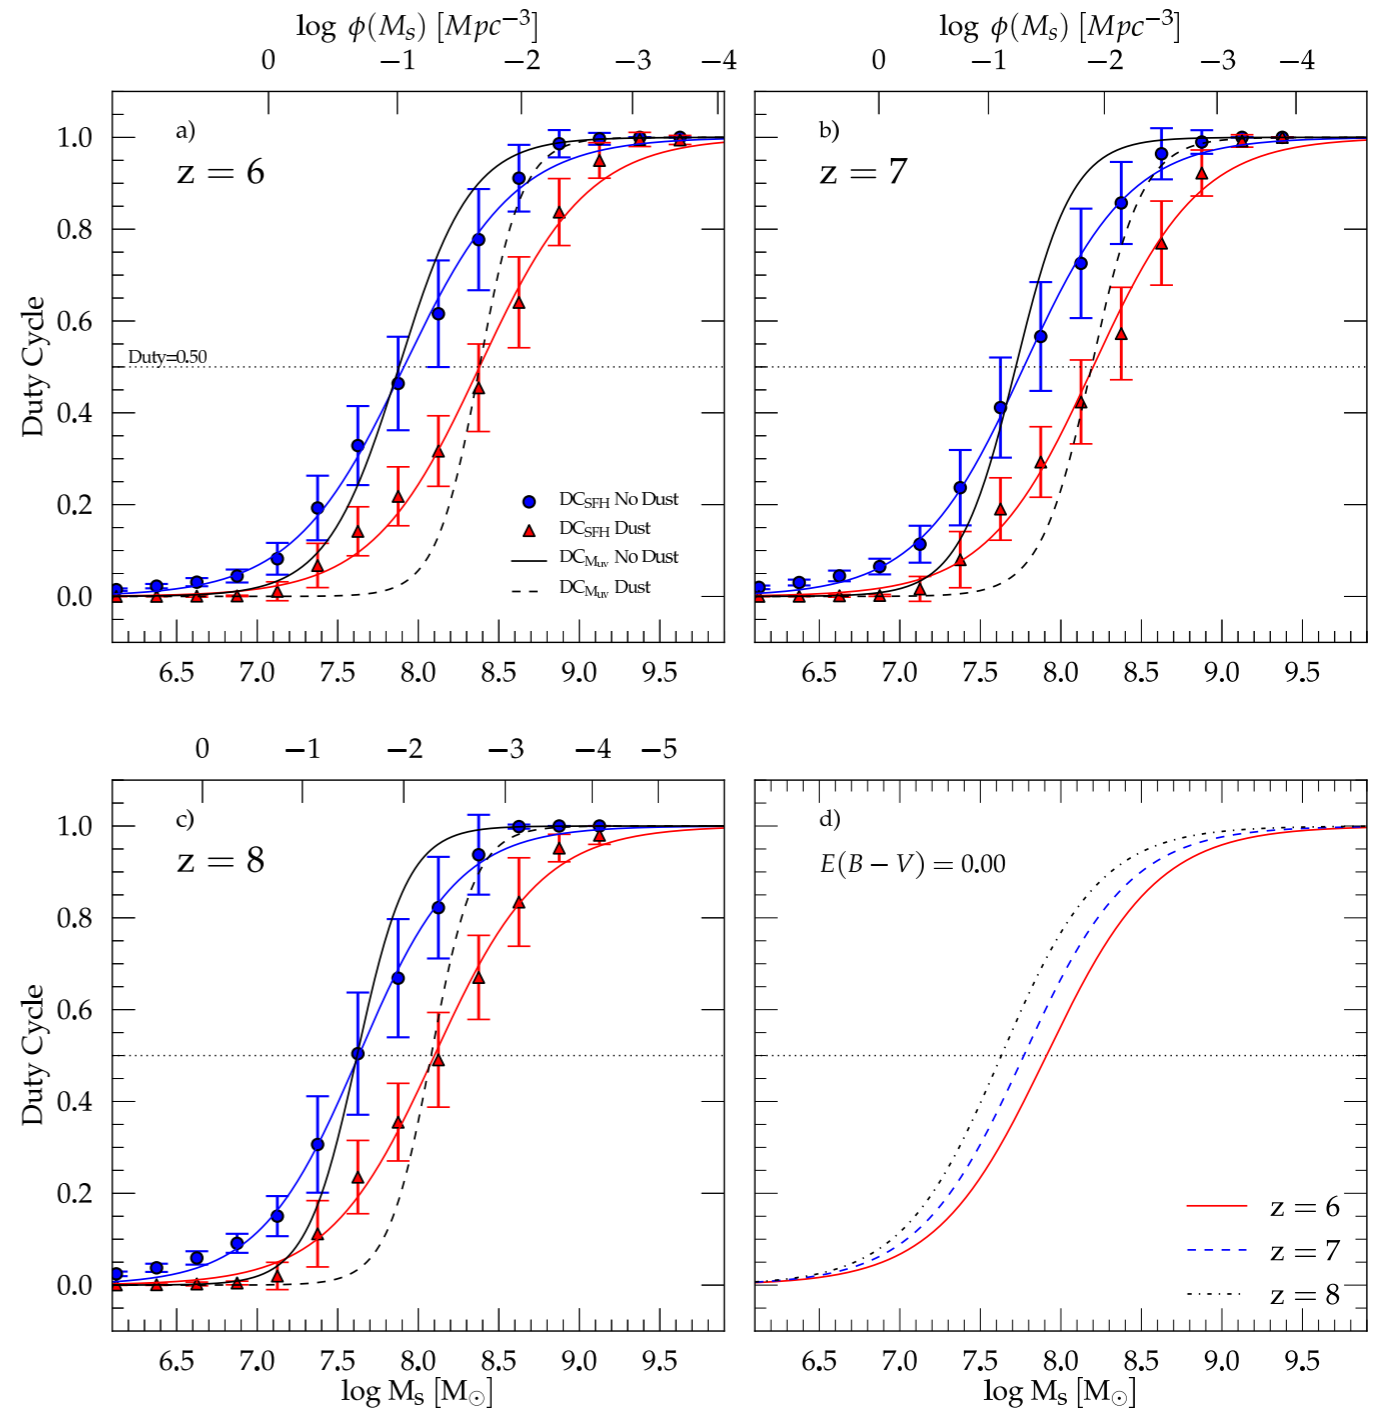 log ϕ(Mₛ) [Mpc⁻³]
log ϕ(Mₛ) [Mpc⁻³]
0 −1 −2 −3 −4
0 −1 −2 −3 −4
a)
z = 6
b)
z = 7
1.0
0.8
0.6
Duty=0.50
0.4
0.2
0.0
Duty Cycle
DC_SFH No Dust
DC_SFH Dust
DC_Muv No Dust
DC_Muv Dust
6.5 7.0 7.5 8.0 8.5 9.0 9.5
6.5 7.0 7.5 8.0 8.5 9.0 9.5
0 −1 −2 −3 −4 −5
c)
z = 8
d)
E(B − V) = 0.00
1.0
0.8
0.6
0.4
0.2
0.0
Duty Cycle
z = 6
z = 7
z = 8
6.5 7.0 7.5 8.0 8.5 9.0 9.5
6.5 7.0 7.5 8.0 8.5 9.0 9.5
log Mₛ [M⊙]
log Mₛ [M⊙]